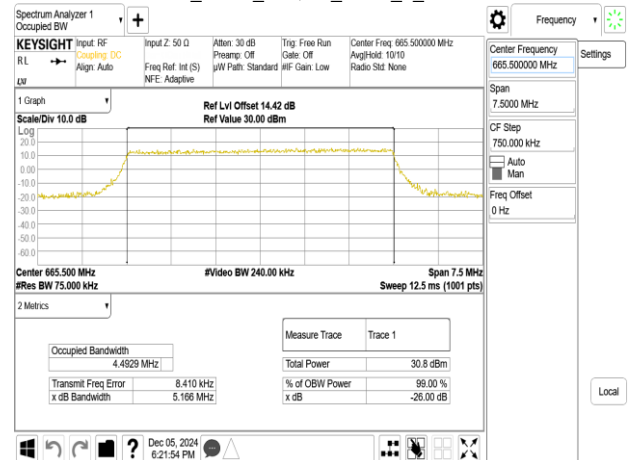 Spectrum Analyzer 1
Occupied BW
Frequency
KEYSIGHT
RL
LXI
Input: RF
Coupling: DC
Align: Auto
Input Z: 50 Ω
Freq Ref: Int (S)
NFE: Adaptive
Atten: 30 dB
Preamp: Off
µW Path: Standard
Trig: Free Run
Gate: Off
#IF Gain: Low
Center Freq: 665.500000 MHz
Avg|Hold: 10/10
Radio Std: None
Center Frequency
665.500000 MHz
Settings
Span
7.5000 MHz
CF Step
750.000 kHz
Auto
Man
Freq Offset
0 Hz
Local
1 Graph
Scale/Div 10.0 dB
Ref Lvl Offset 14.42 dB
Ref Value 30.00 dBm
Log
20.0
10.0
0.00
-10.0
-20.0
-30.0
-40.0
-50.0
-60.0
Center 665.500 MHz
#Video BW 240.00 kHz
Span 7.5 MHz
#Res BW 75.000 kHz
Sweep 12.5 ms (1001 pts)
2 Metrics
Measure Trace Trace 1
Occupied Bandwidth
4.4929 MHz
Total Power 30.8 dBm
Transmit Freq Error 8.410 kHz
% of OBW Power 99.00 %
x dB Bandwidth 5.166 MHz
x dB -26.00 dB
?
Dec 05, 2024
6:21:54 PM